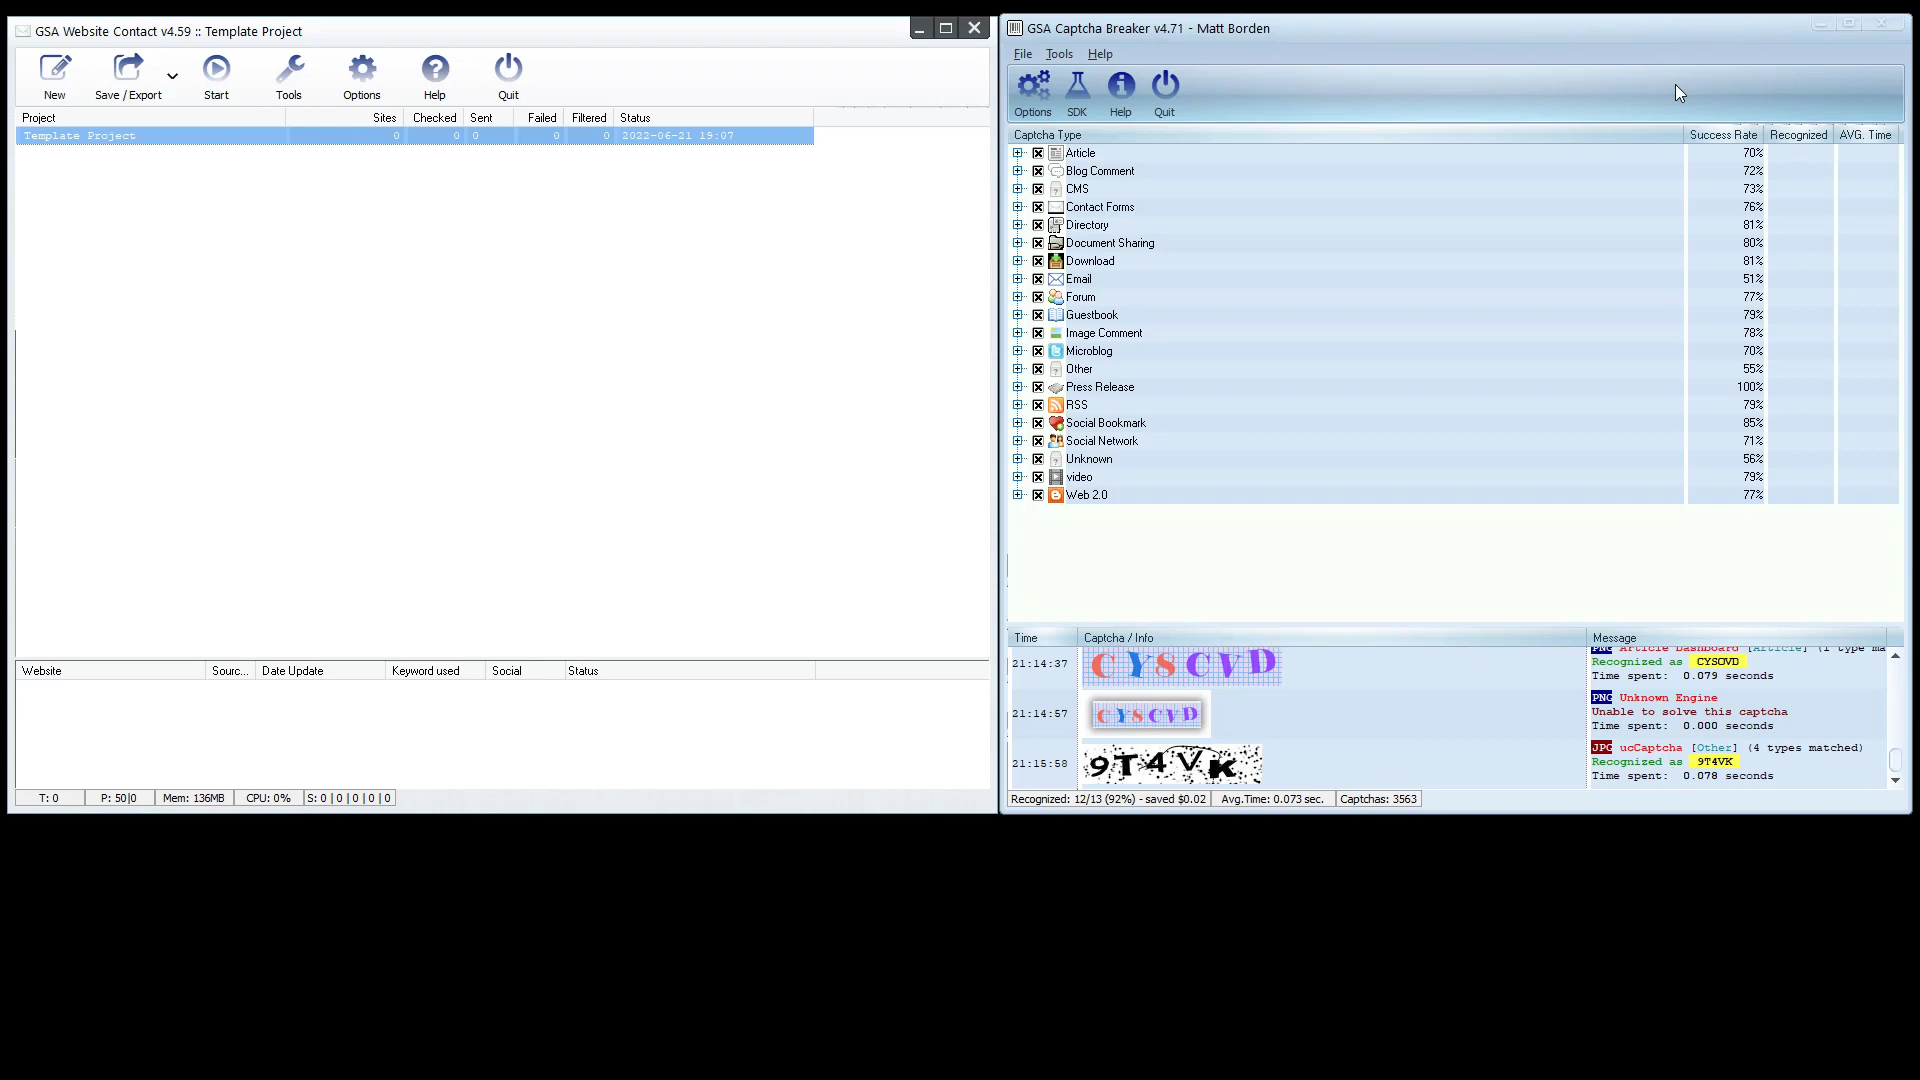 GSA Website Contact v4.59 :: Template Project
New Save / Export Start Tools Options Help Quit
Project Sites Checked Sent Failed Filtered Status
Template Project 0 0 0 0 0 2022-06-21 19:07
Website Sourc... Date Update Keyword used Social Status
T: 0 P: 50|0 Mem: 136MB CPU: 0% S: 0 | 0 | 0 | 0 | 0
GSA Captcha Breaker v4.71 - Matt Borden
File Tools Help
Options SDK Help Quit
Captcha Type Success Rate Recognized AVG. Time
Article 70%
Blog Comment 72%
CMS 73%
Contact Forms 76%
Directory 81%
Document Sharing 80%
Download 81%
Email 51%
Forum 77%
Guestbook 79%
Image Comment 78%
Microblog 70%
Other 55%
Press Release 100%
RSS 79%
Social Bookmark 85%
Social Network 71%
Unknown 56%
video 79%
Web 2.0 77%
Time Captcha / Info Message
PNG Article Dashboard [Article] (1 type ma
21:14:37 CYSCVD Recognized as CYSOVD
Time spent: 0.079 seconds
PNG Unknown Engine
21:14:57 CYSCVD Unable to solve this captcha
Time spent: 0.000 seconds
JPG ucCaptcha [Other] (4 types matched)
21:15:58 9T4VK Recognized as 9T4VK
Time spent: 0.078 seconds
Recognized: 12/13 (92%) - saved $0.02 Avg.Time: 0.073 sec. Captchas: 3563